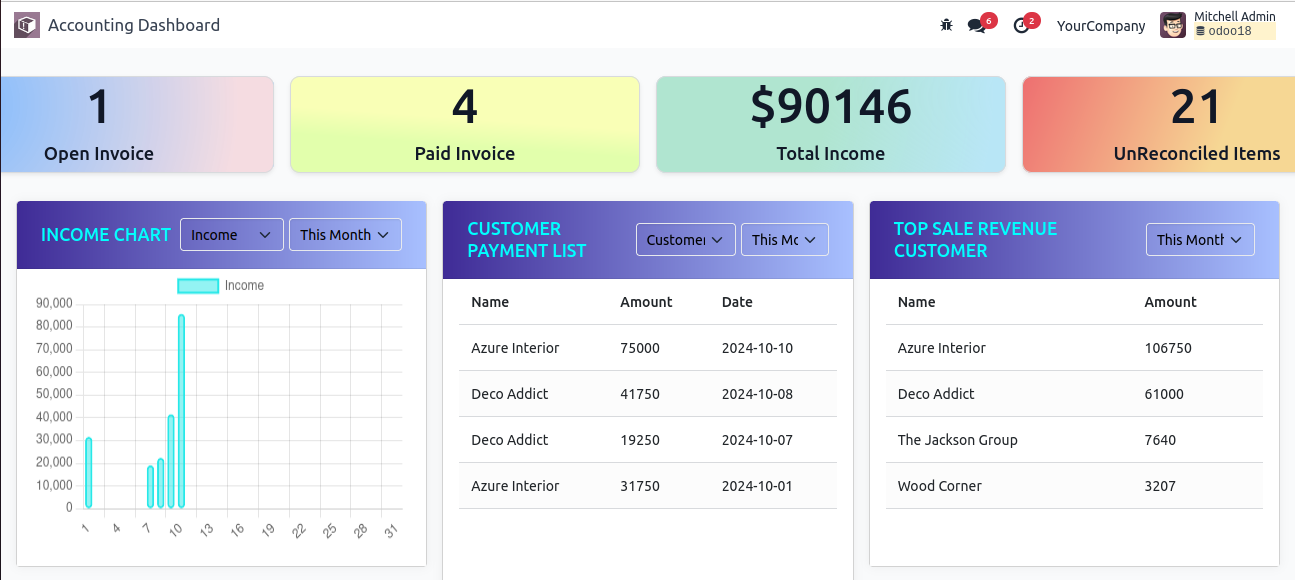 Accounting Dashboard
6
2
YourCompany
Mitchell Admin
odoo18
1
Open Invoice
4
Paid Invoice
$90146
Total Income
21
UnReconciled Items
INCOME CHART
Income
This Month
Income
90,000
80,000
70,000
60,000
50,000
40,000
30,000
20,000
10,000
0
1 4 7 10 13 16 19 22 25 28 31
CUSTOMER
PAYMENT LIST
Customer
This Mo
Name Amount Date
Azure Interior 75000 2024-10-10
Deco Addict 41750 2024-10-08
Deco Addict 19250 2024-10-07
Azure Interior 31750 2024-10-01
TOP SALE REVENUE
CUSTOMER
This Month
Name Amount
Azure Interior 106750
Deco Addict 61000
The Jackson Group 7640
Wood Corner 3207